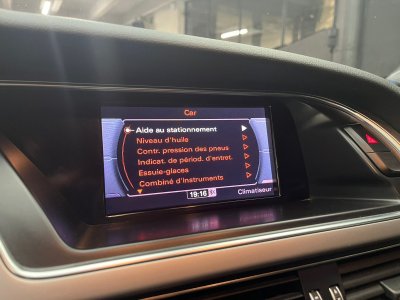 Car
Aide au stationnement
Niveau d'huile
Contr. pression des pneus
Indicat. de périod. d'entret.
Essuie-glaces
Combiné d'instruments
19:16
Climatiseur